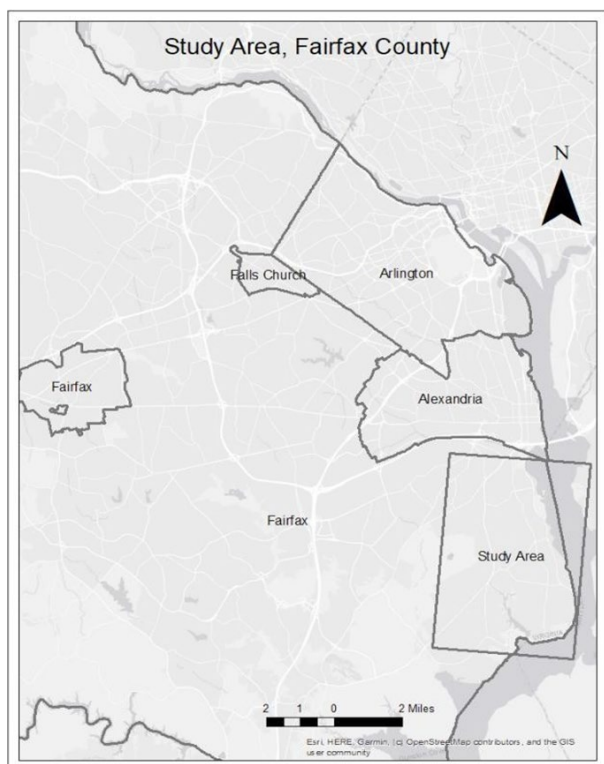 Study Area, Fairfax County
N
Falls Church
Arlington
Fairfax
Alexandria
Fairfax
Study Area
2 1 0 2 Miles
Esri, HERE, Garmin, (c) OpenStreetMap contributors, and the GIS
user community